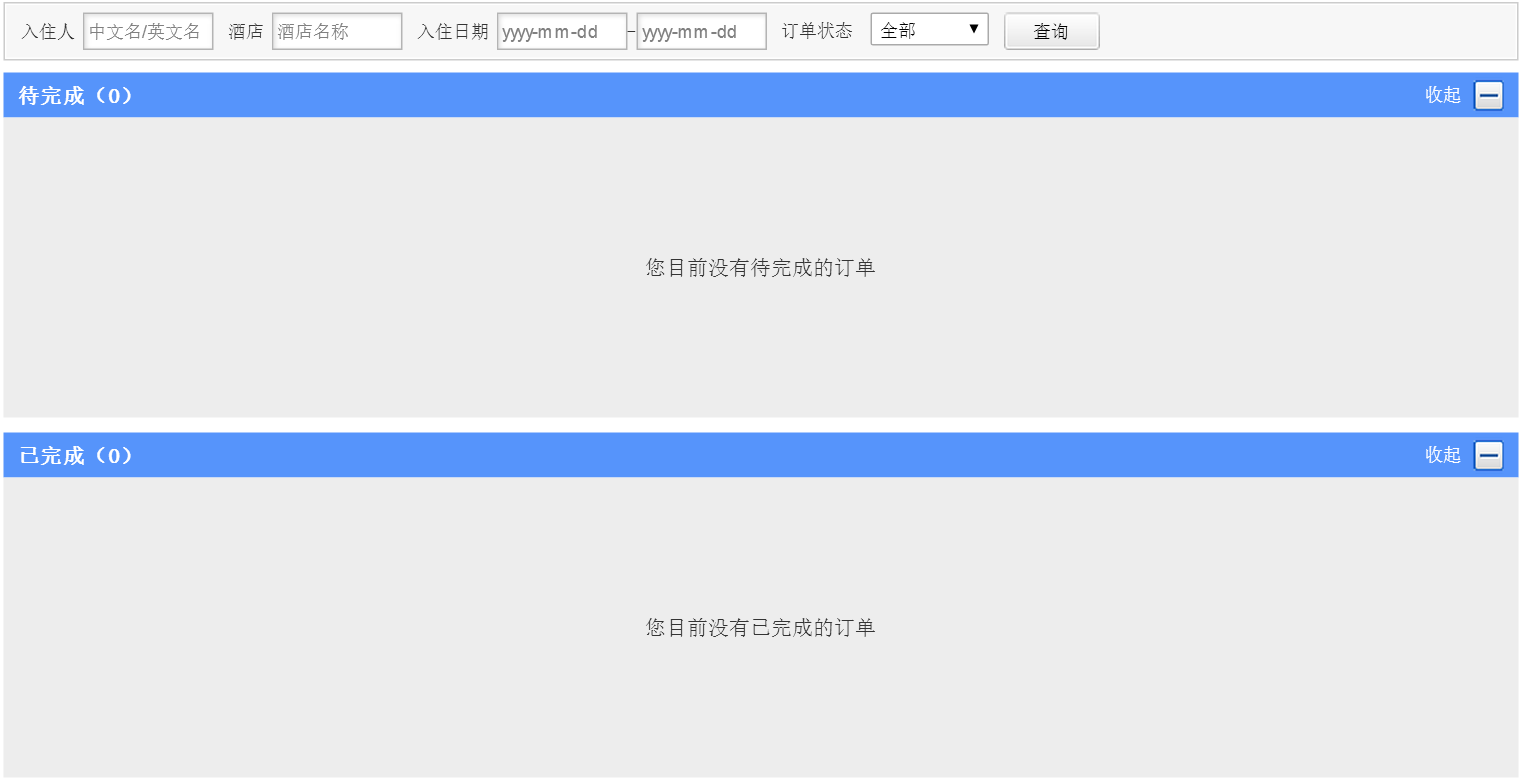 入住人 中文名/英文名 酒店 酒店名称 入住日期 yyyy-mm-dd - yyyy-mm-dd 订单状态 全部 查询
待完成（0） 收起
您目前没有待完成的订单
已完成（0） 收起
您目前没有已完成的订单